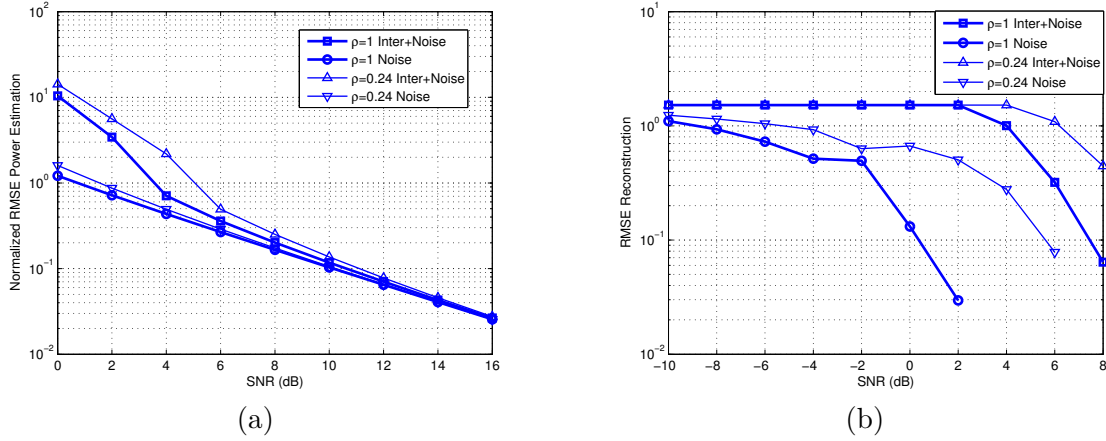 10^2
10^1
10^0
10^-1
10^-2
Normalized RMSE Power Estimation
0 2 4 6 8 10 12 14 16
SNR (dB)
ρ=1 Inter+Noise
ρ=1 Noise
ρ=0.24 Inter+Noise
ρ=0.24 Noise
(a)
10^1
10^0
10^-1
10^-2
RMSE Reconstruction
−10 −8 −6 −4 −2 0 2 4 6 8
SNR (dB)
ρ=1 Inter+Noise
ρ=1 Noise
ρ=0.24 Inter+Noise
ρ=0.24 Noise
(b)